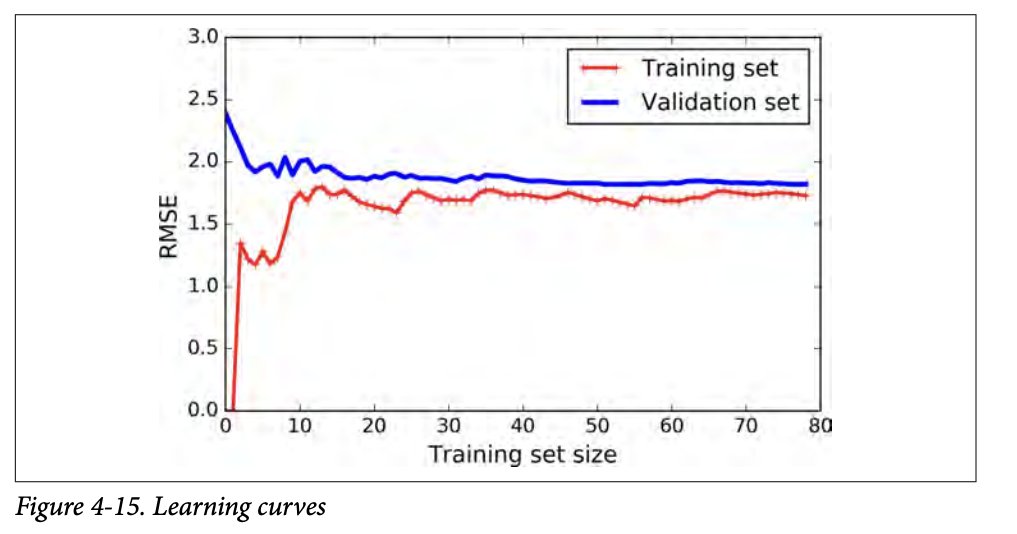 3.0
2.5
2.0
1.5
1.0
0.5
0.0
RMSE
Training set
Validation set
0 10 20 30 40 50 60 70 80
Training set size
Figure 4-15. Learning curves